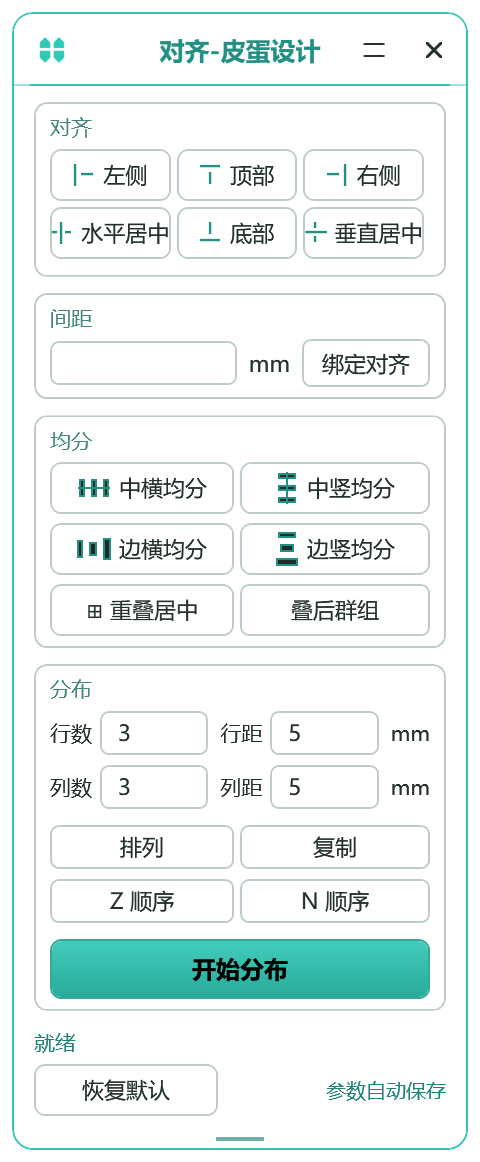 对齐-皮蛋设计
对齐
左侧 顶部 右侧
水平居中 底部 垂直居中
间距
mm 绑定对齐
均分
中横均分 中竖均分
边横均分 边竖均分
重叠居中 叠后群组
分布
行数 3 行距 5 mm
列数 3 列距 5 mm
排列 复制
Z 顺序 N 顺序
开始分布
就绪
恢复默认 参数自动保存